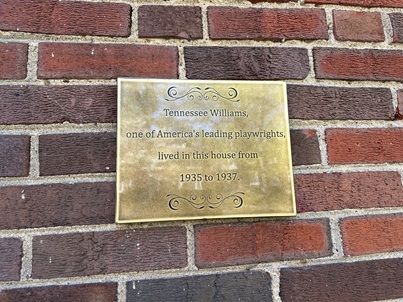 Tennessee Williams,
one of America's leading playwrights,
lived in this house from
1935 to 1937.